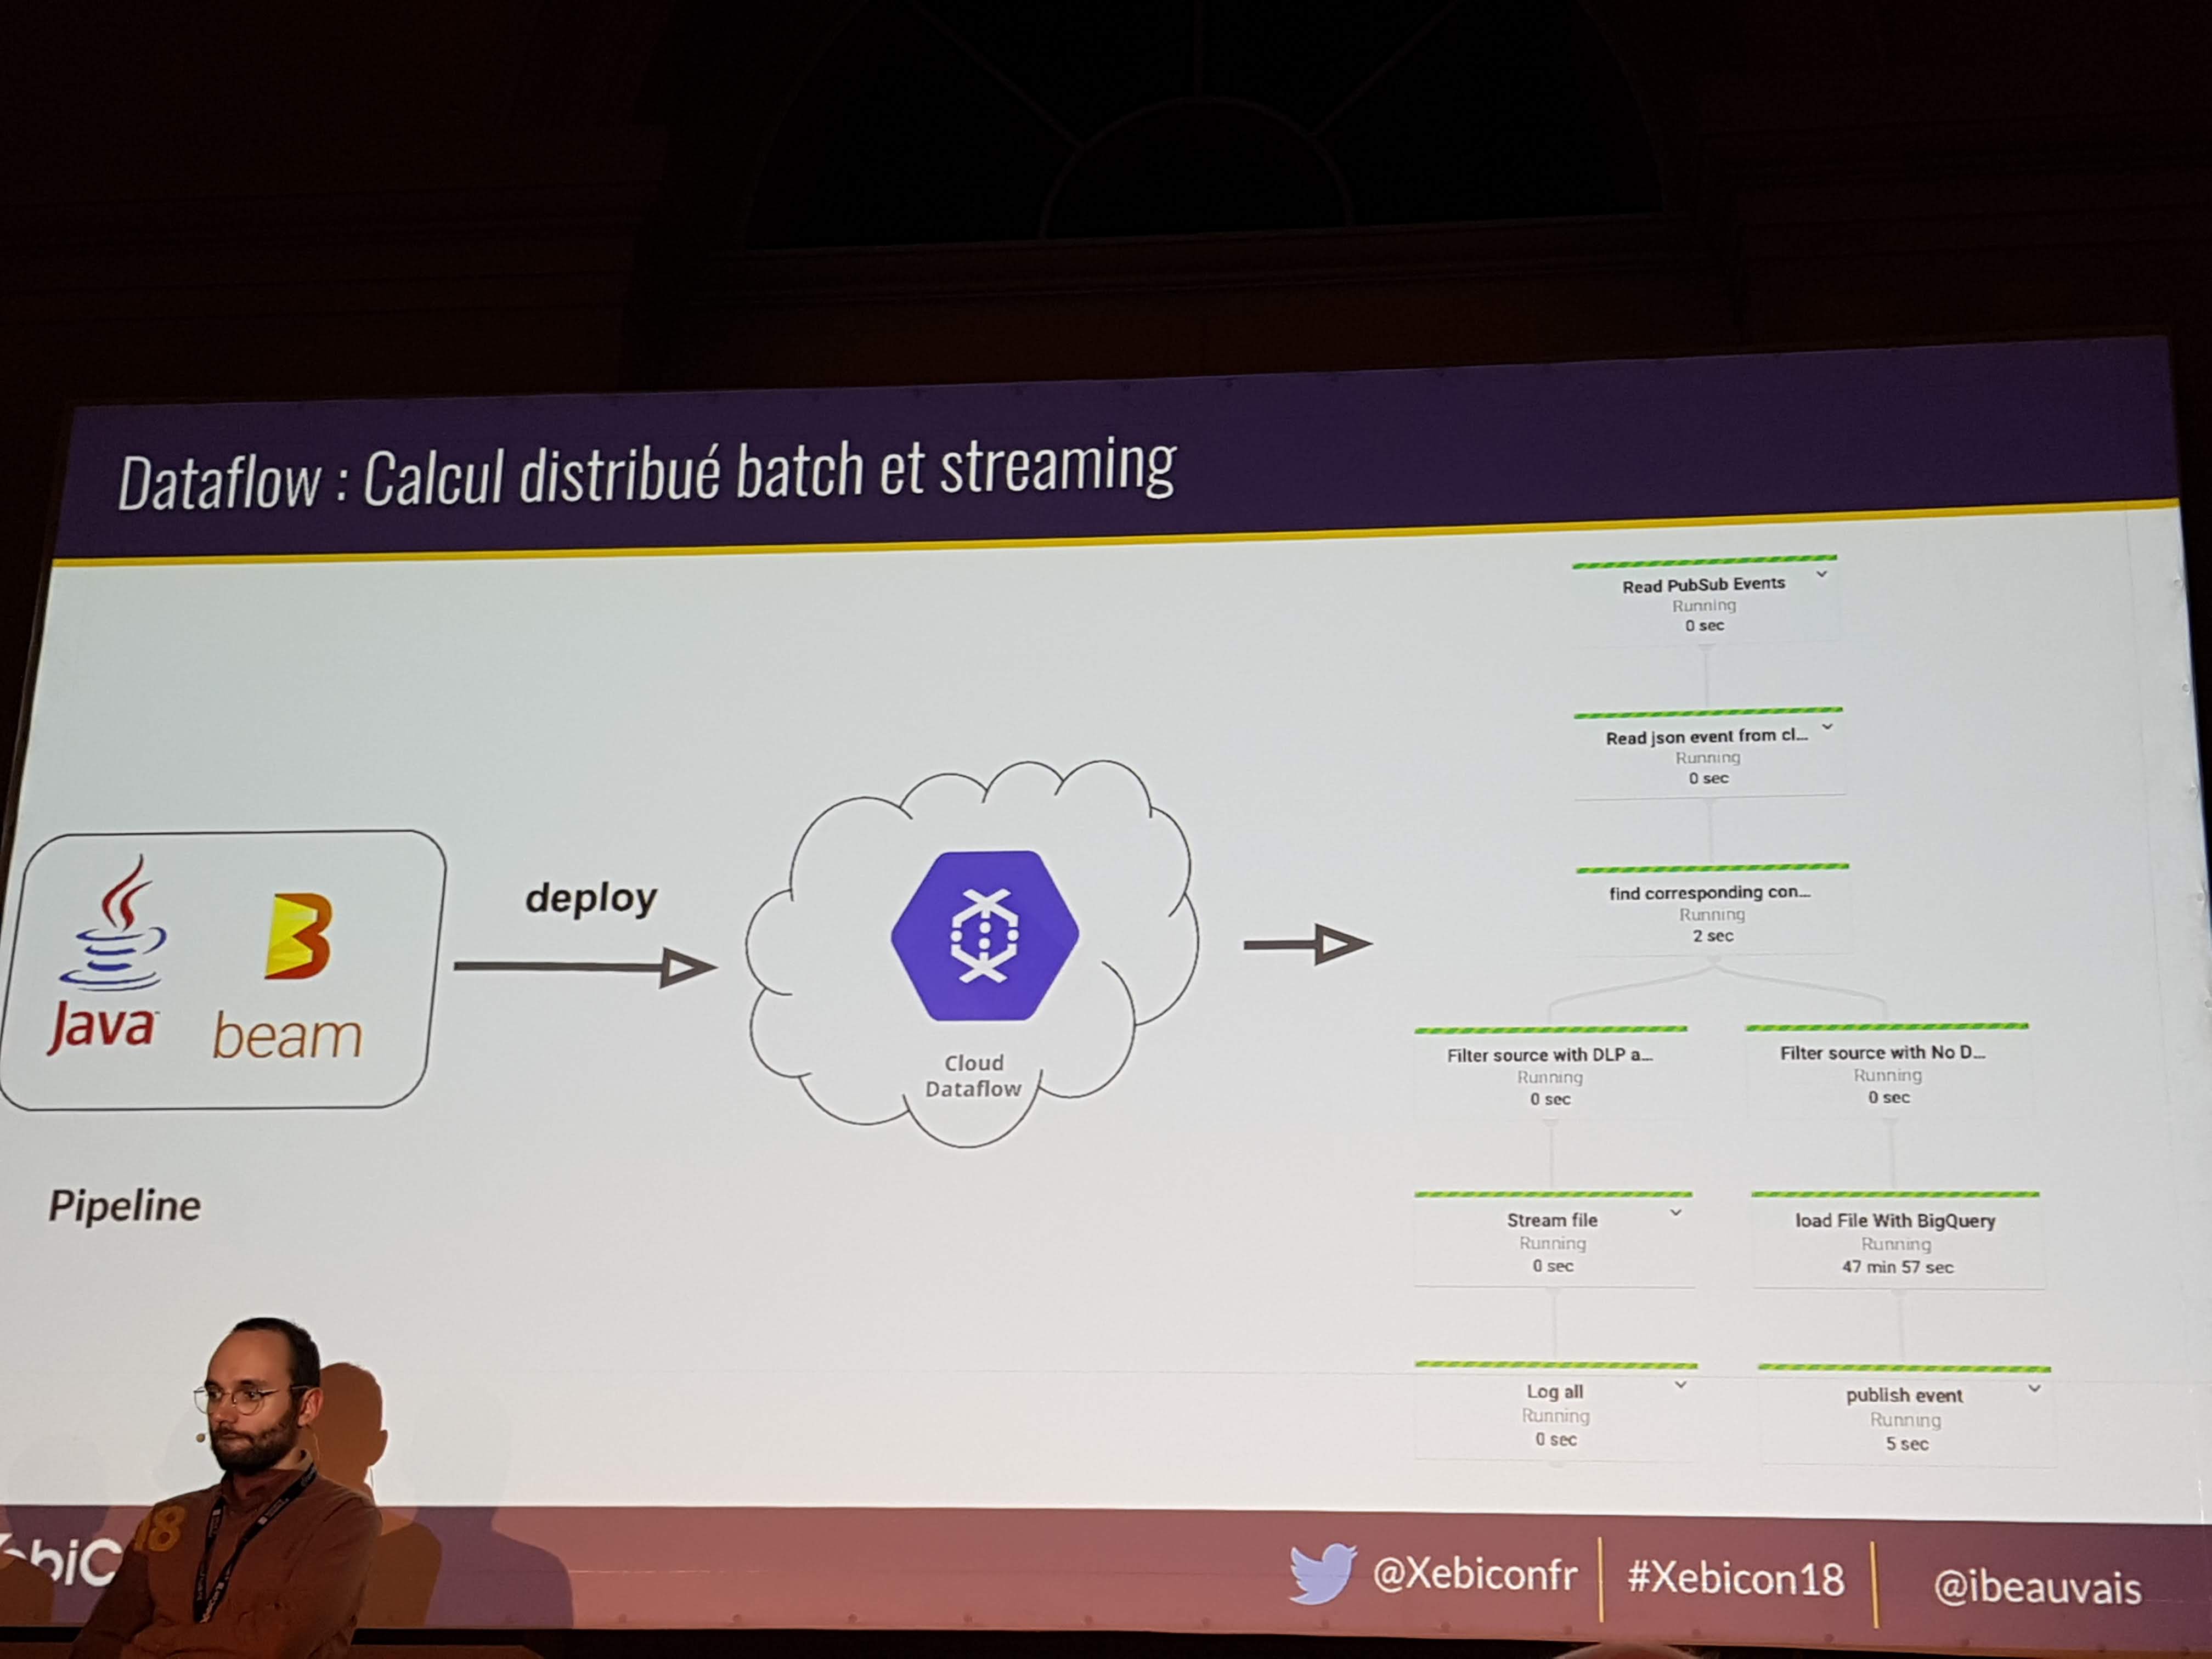 Dataflow : Calcul distribué batch et streaming
Java
beam
deploy
Pipeline
Cloud
Dataflow
Read PubSub Events
Running
0 sec
Read json event from cl...
Running
0 sec
find corresponding con...
Running
2 sec
Filter source with DLP a...
Running
0 sec
Filter source with No D...
Running
0 sec
Stream file
Running
0 sec
load File With BigQuery
Running
47 min 57 sec
Log all
Running
0 sec
publish event
Running
5 sec
18
@Xebiconfr
#Xebicon18
@ibeauvais